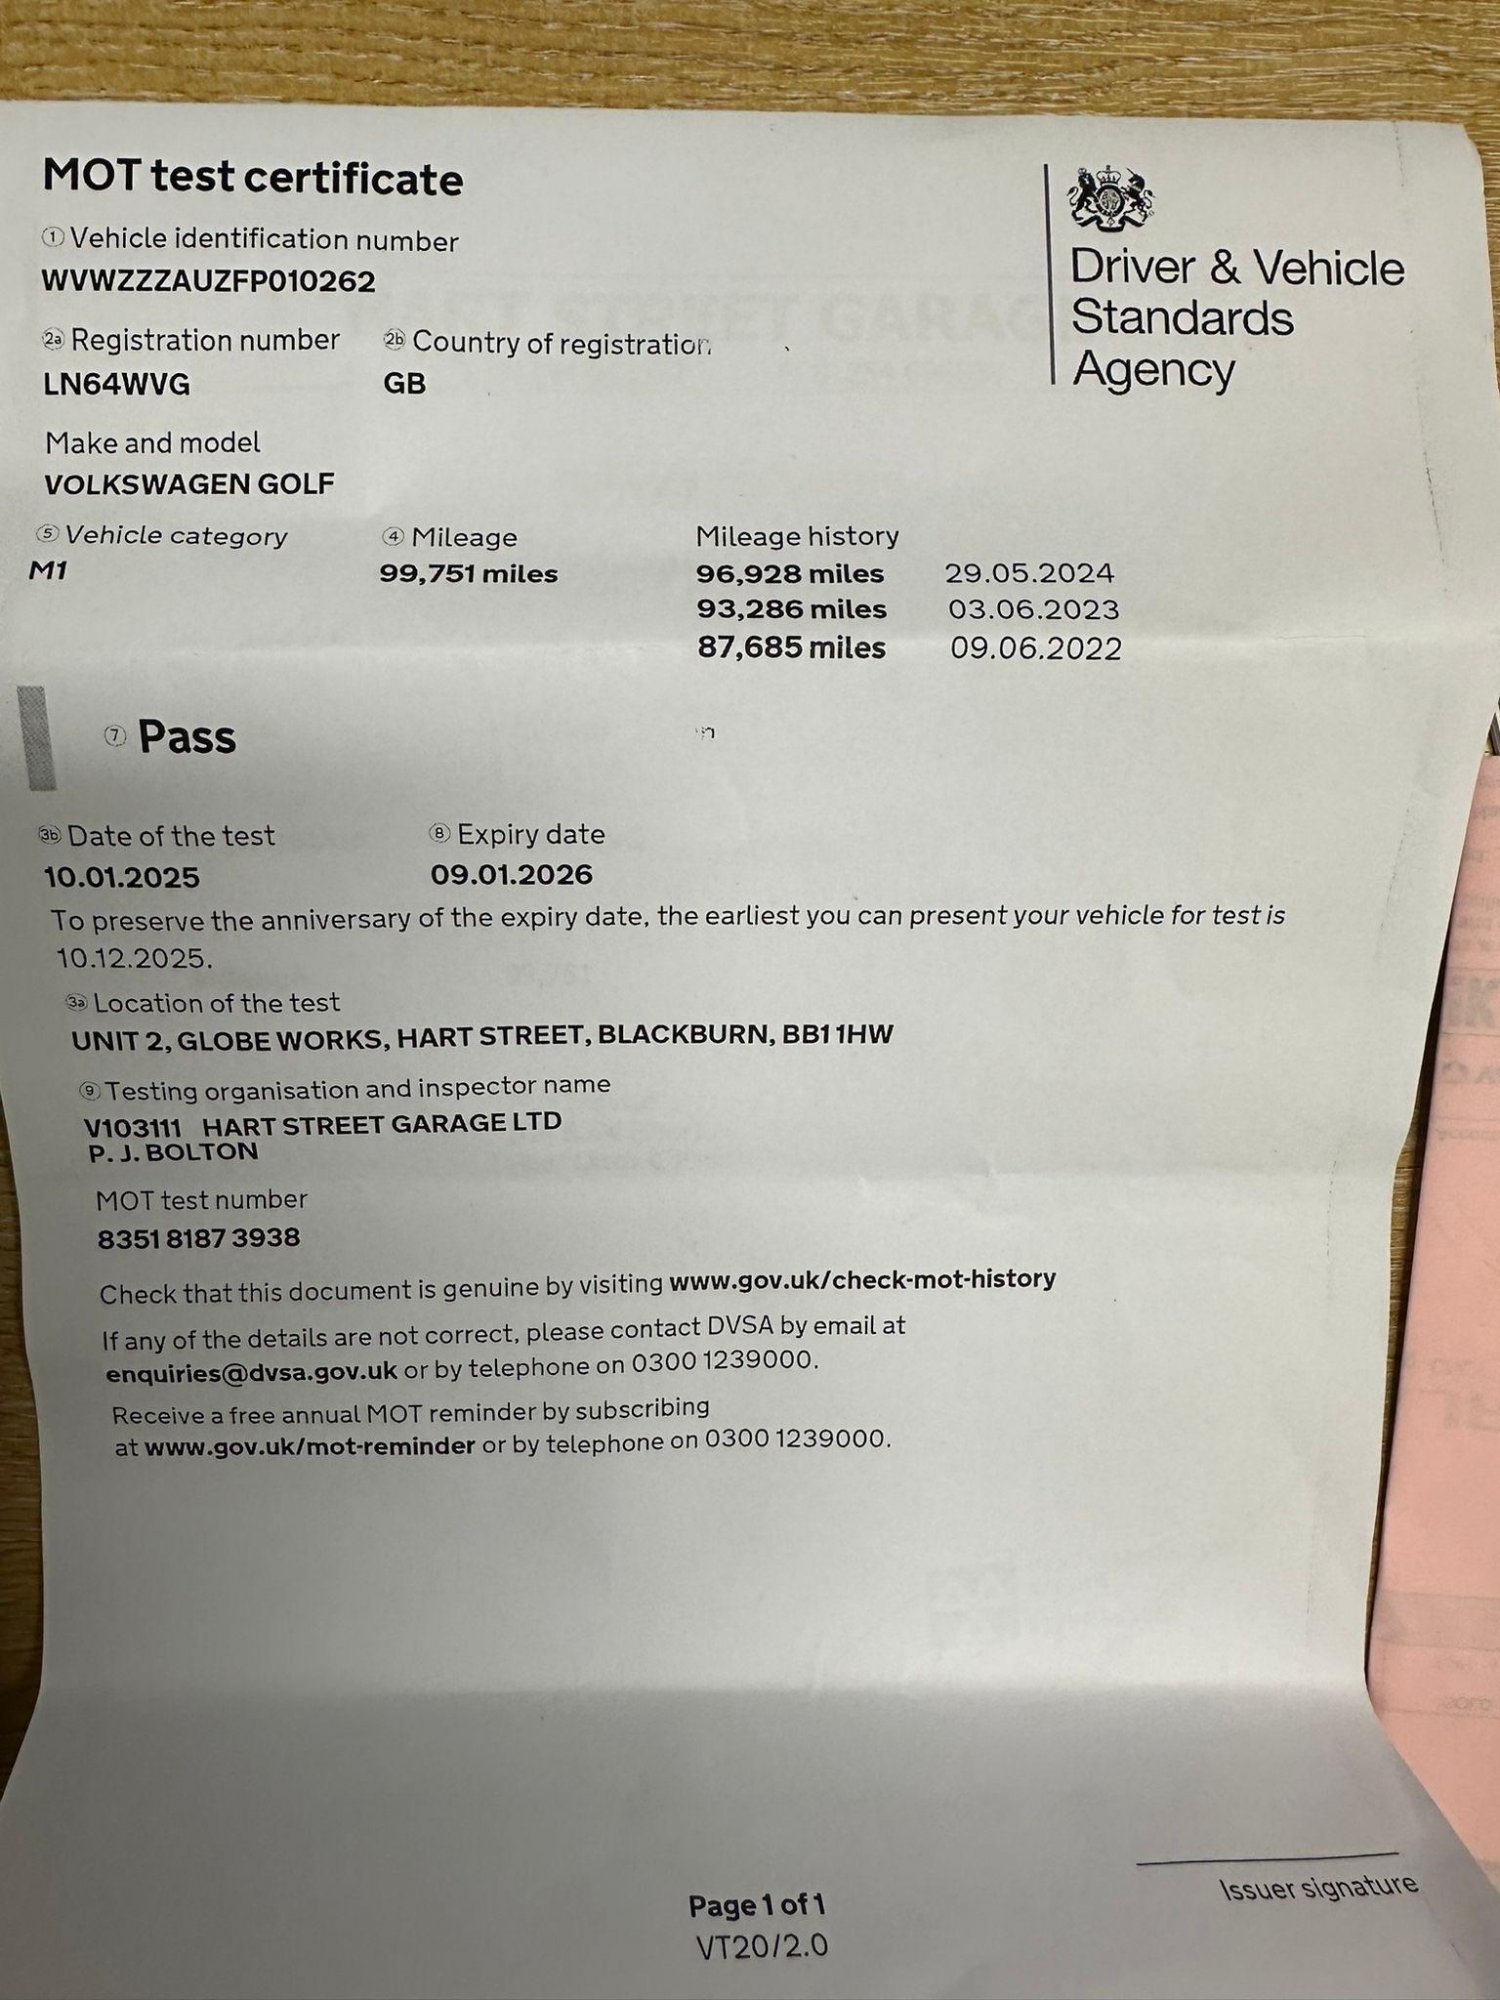 MOT test certificate
1 Vehicle identification number
WVWZZZAUZFP010262
2a Registration number 2b Country of registration
LN64WVG GB
Driver & Vehicle
Standards
Agency
Make and model
VOLKSWAGEN GOLF
5 Vehicle category 4 Mileage Mileage history
M1 99,751 miles 96,928 miles 29.05.2024
93,286 miles 03.06.2023
87,685 miles 09.06.2022
7 Pass
3b Date of the test 8 Expiry date
10.01.2025 09.01.2026
To preserve the anniversary of the expiry date, the earliest you can present your vehicle for test is
10.12.2025.
3a Location of the test
UNIT 2, GLOBE WORKS, HART STREET, BLACKBURN, BB1 1HW
9 Testing organisation and inspector name
V103111 HART STREET GARAGE LTD
P. J. BOLTON
MOT test number
8351 8187 3938
Check that this document is genuine by visiting www.gov.uk/check-mot-history
If any of the details are not correct, please contact DVSA by email at
enquiries@dvsa.gov.uk or by telephone on 0300 1239000.
Receive a free annual MOT reminder by subscribing
at www.gov.uk/mot-reminder or by telephone on 0300 1239000.
Issuer signature
Page 1 of 1
VT20/2.0